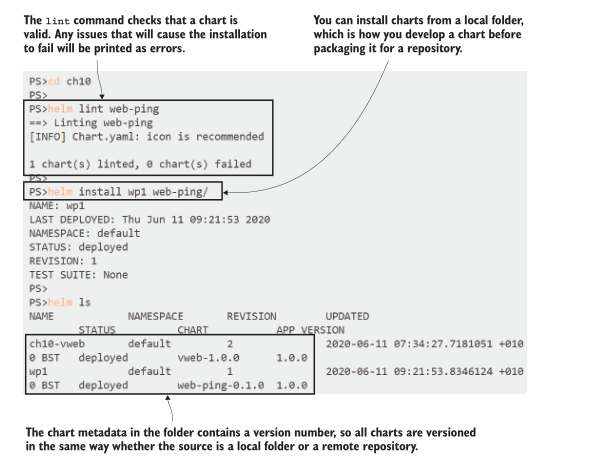 The lint command checks that a chart is
valid. Any issues that will cause the installation
to fail will be printed as errors.
You can install charts from a local folder,
which is how you develop a chart before
packaging it for a repository.
PS>cd ch10
PS>
PS>helm lint web-ping
==> Linting web-ping
[INFO] Chart.yaml: icon is recommended
1 chart(s) linted, 0 chart(s) failed
PS>
PS>helm install wp1 web-ping/
NAME: wp1
LAST DEPLOYED: Thu Jun 11 09:21:53 2020
NAMESPACE: default
STATUS: deployed
REVISION: 1
TEST SUITE: None
PS>
PS>helm ls
NAME NAMESPACE REVISION UPDATED
STATUS CHART APP VERSION
ch10-vweb default 2 2020-06-11 07:34:27.7181051 +010
0 BST deployed vweb-1.0.0 1.0.0
wp1 default 1 2020-06-11 09:21:53.8346124 +010
0 BST deployed web-ping-0.1.0 1.0.0
The chart metadata in the folder contains a version number, so all charts are versioned
in the same way whether the source is a local folder or a remote repository.